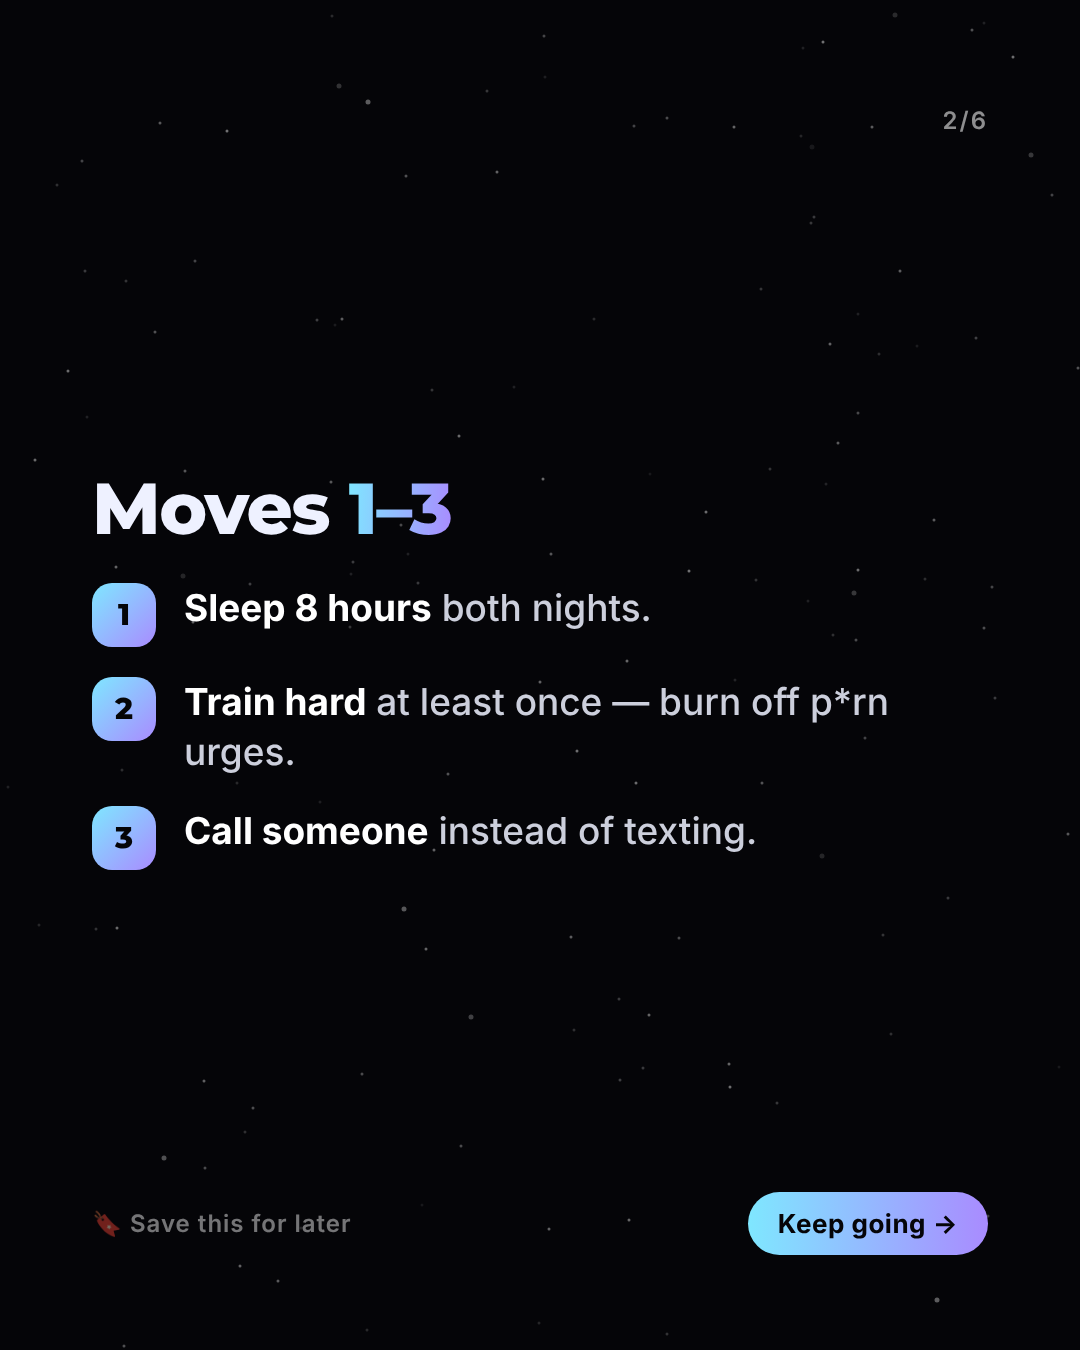 2/6
Moves 1–3
1 Sleep 8 hours both nights.
2 Train hard at least once — burn off p*rn
urges.
3 Call someone instead of texting.
🔖 Save this for later
Keep going →